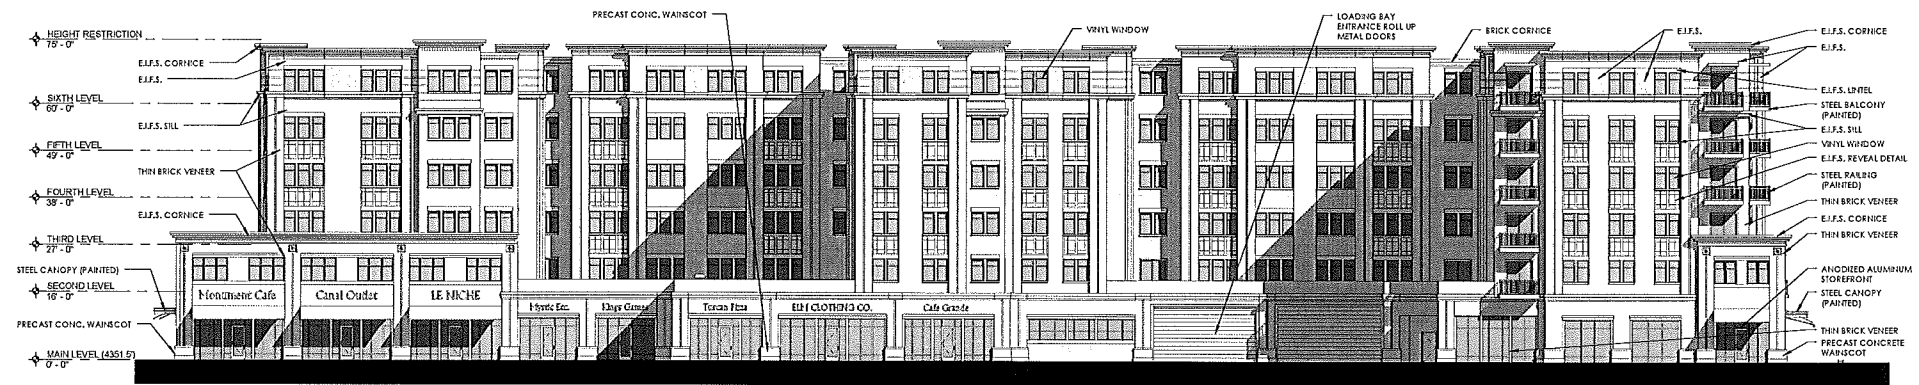 PRECAST CONC. WAINSCOT
LOADING BAY
ENTRANCE ROLL UP
METAL DOORS
VINYL WINDOW
BRICK CORNICE
E.I.F.S.
E.I.F.S. CORNICE
E.I.F.S.
HEIGHT RESTRICTION
75' - 0"
E.I.F.S. CORNICE
E.I.F.S.
SIXTH LEVEL
60' - 0"
E.I.F.S. SILL
FIFTH LEVEL
49' - 0"
THIN BRICK VENEER
FOURTH LEVEL
38' - 0"
E.I.F.S. CORNICE
THIRD LEVEL
27' - 0"
STEEL CANOPY (PAINTED)
SECOND LEVEL
16' - 0"
PRECAST CONC. WAINSCOT
MAIN LEVEL (4351.5')
0' - 0"
Monument Cafe
Canal Outlet
LE NICHE
Tuscan Pizza
ELM CLOTHING CO.
Cafe Grande
E.I.F.S. LINTEL
STEEL BALCONY
(PAINTED)
E.I.F.S. SILL
VINYL WINDOW
E.I.F.S. REVEAL DETAIL
STEEL RAILING
(PAINTED)
THIN BRICK VENEER
E.I.F.S. CORNICE
THIN BRICK VENEER
ANODIZED ALUMINUM
STOREFRONT
STEEL CANOPY
(PAINTED)
THIN BRICK VENEER
PRECAST CONCRETE
WAINSCOT